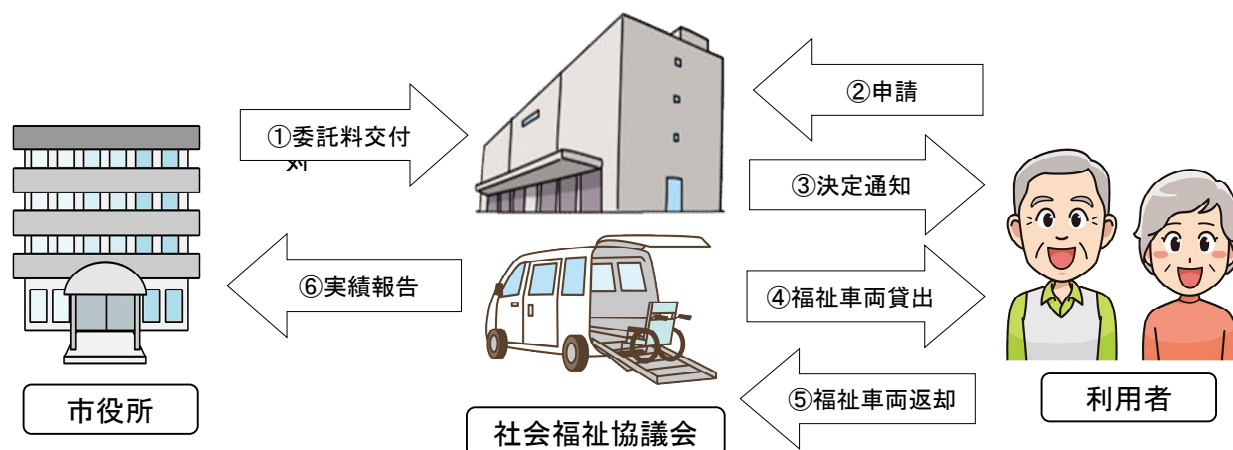 ①委託料交付
②申請
③決定通知
⑥実績報告
④福祉車両貸出
⑤福祉車両返却
市役所
社会福祉協議会
利用者